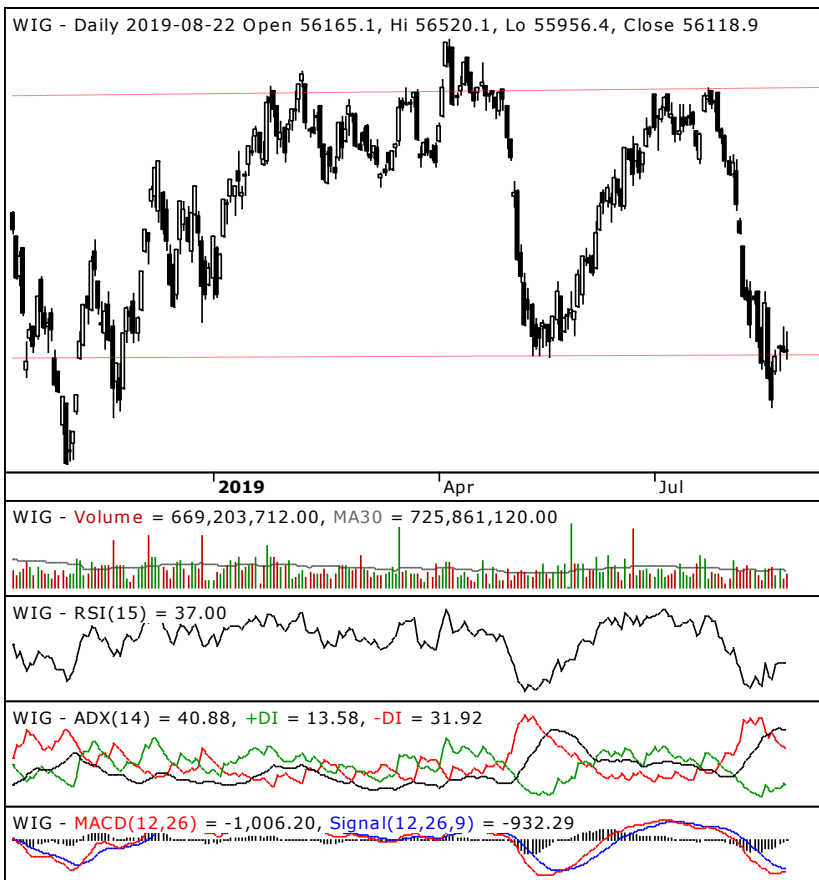 WIG - Daily 2019-08-22 Open 56165.1, Hi 56520.1, Lo 55956.4, Close 56118.9
2019 Apr Jul
WIG - Volume = 669,203,712.00, MA30 = 725,861,120.00
WIG - RSI(15) = 37.00
WIG - ADX(14) = 40.88, +DI = 13.58, -DI = 31.92
WIG - MACD(12,26) = -1,006.20, Signal(12,26,9) = -932.29